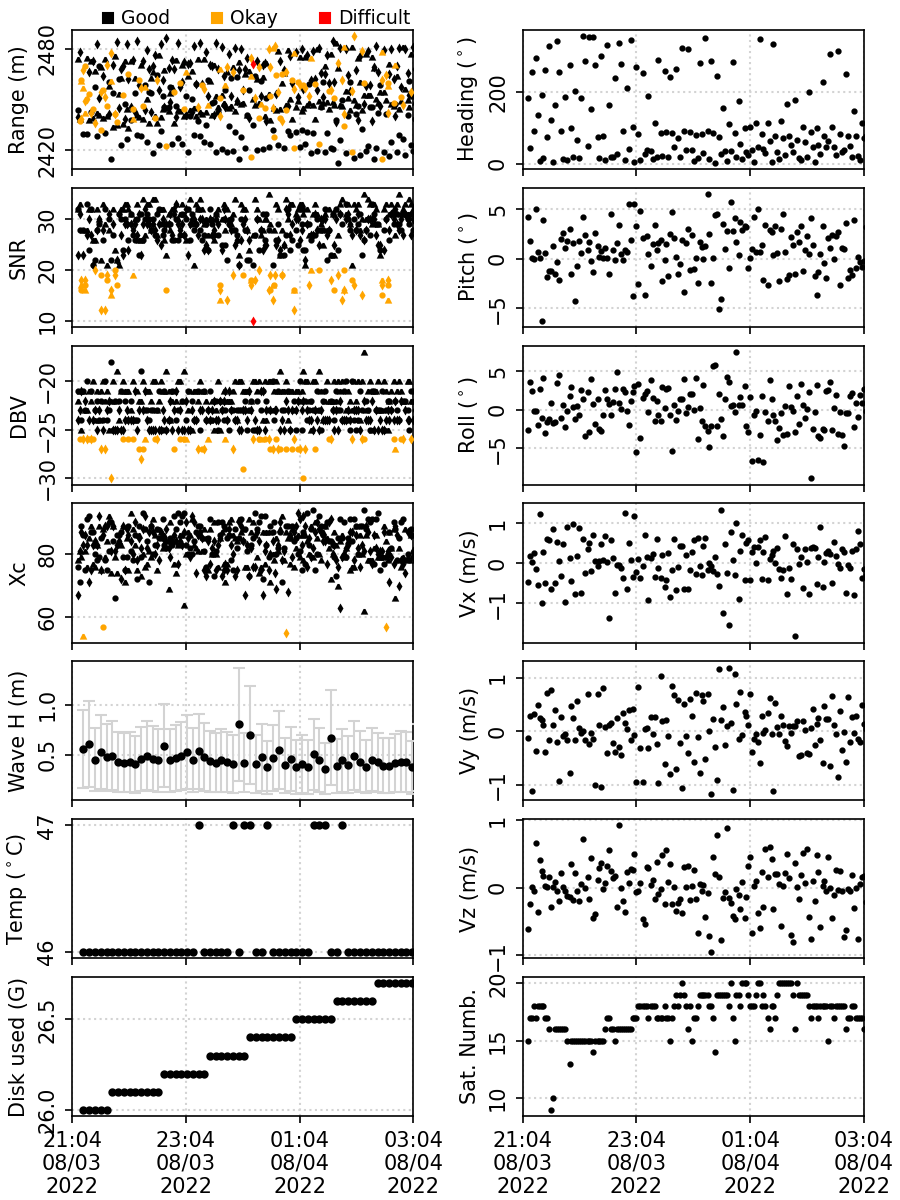 Good Okay Difficult
Range (m)
2480
2420
Heading (°)
200
0
SNR
30
20
10
Pitch (°)
5
0
−5
DBV
−20
−25
−30
Roll (°)
5
0
−5
Xc
80
60
Vx (m/s)
1
0
−1
Wave H (m)
1.0
0.5
Vy (m/s)
1
0
−1
Temp (°C)
47
46
Vz (m/s)
1
0
−1
Disk used (G)
26.5
26.0
Sat. Numb.
20
15
10
21:04 23:04 01:04 03:04
08/03 08/03 08/04 08/04
2022 2022 2022 2022
21:04 23:04 01:04 03:04
08/03 08/03 08/04 08/04
2022 2022 2022 2022